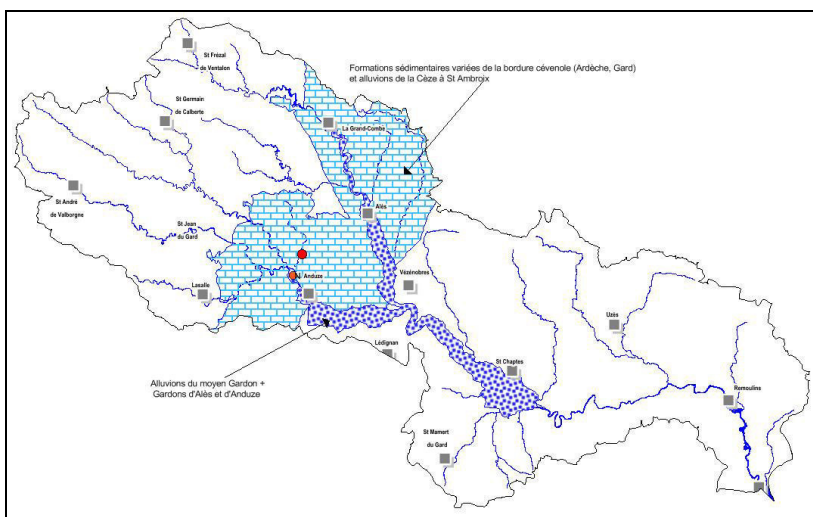 St Frézal
de Ventalon
Formations sédimentaires variées de la bordure cévenole (Ardèche, Gard)
et alluvions de la Cèze à St Ambroix
St Germain
de Calberte
La Grand-Combe
St André
de Valborgne
Alès
St Jean
du Gard
Anduze
Vézénobres
Lasalle
Uzès
Lédignan
St Chaptes
Alluvions du moyen Gardon +
Gardons d'Alès et d'Anduze
Remoulins
St Mamert
du Gard